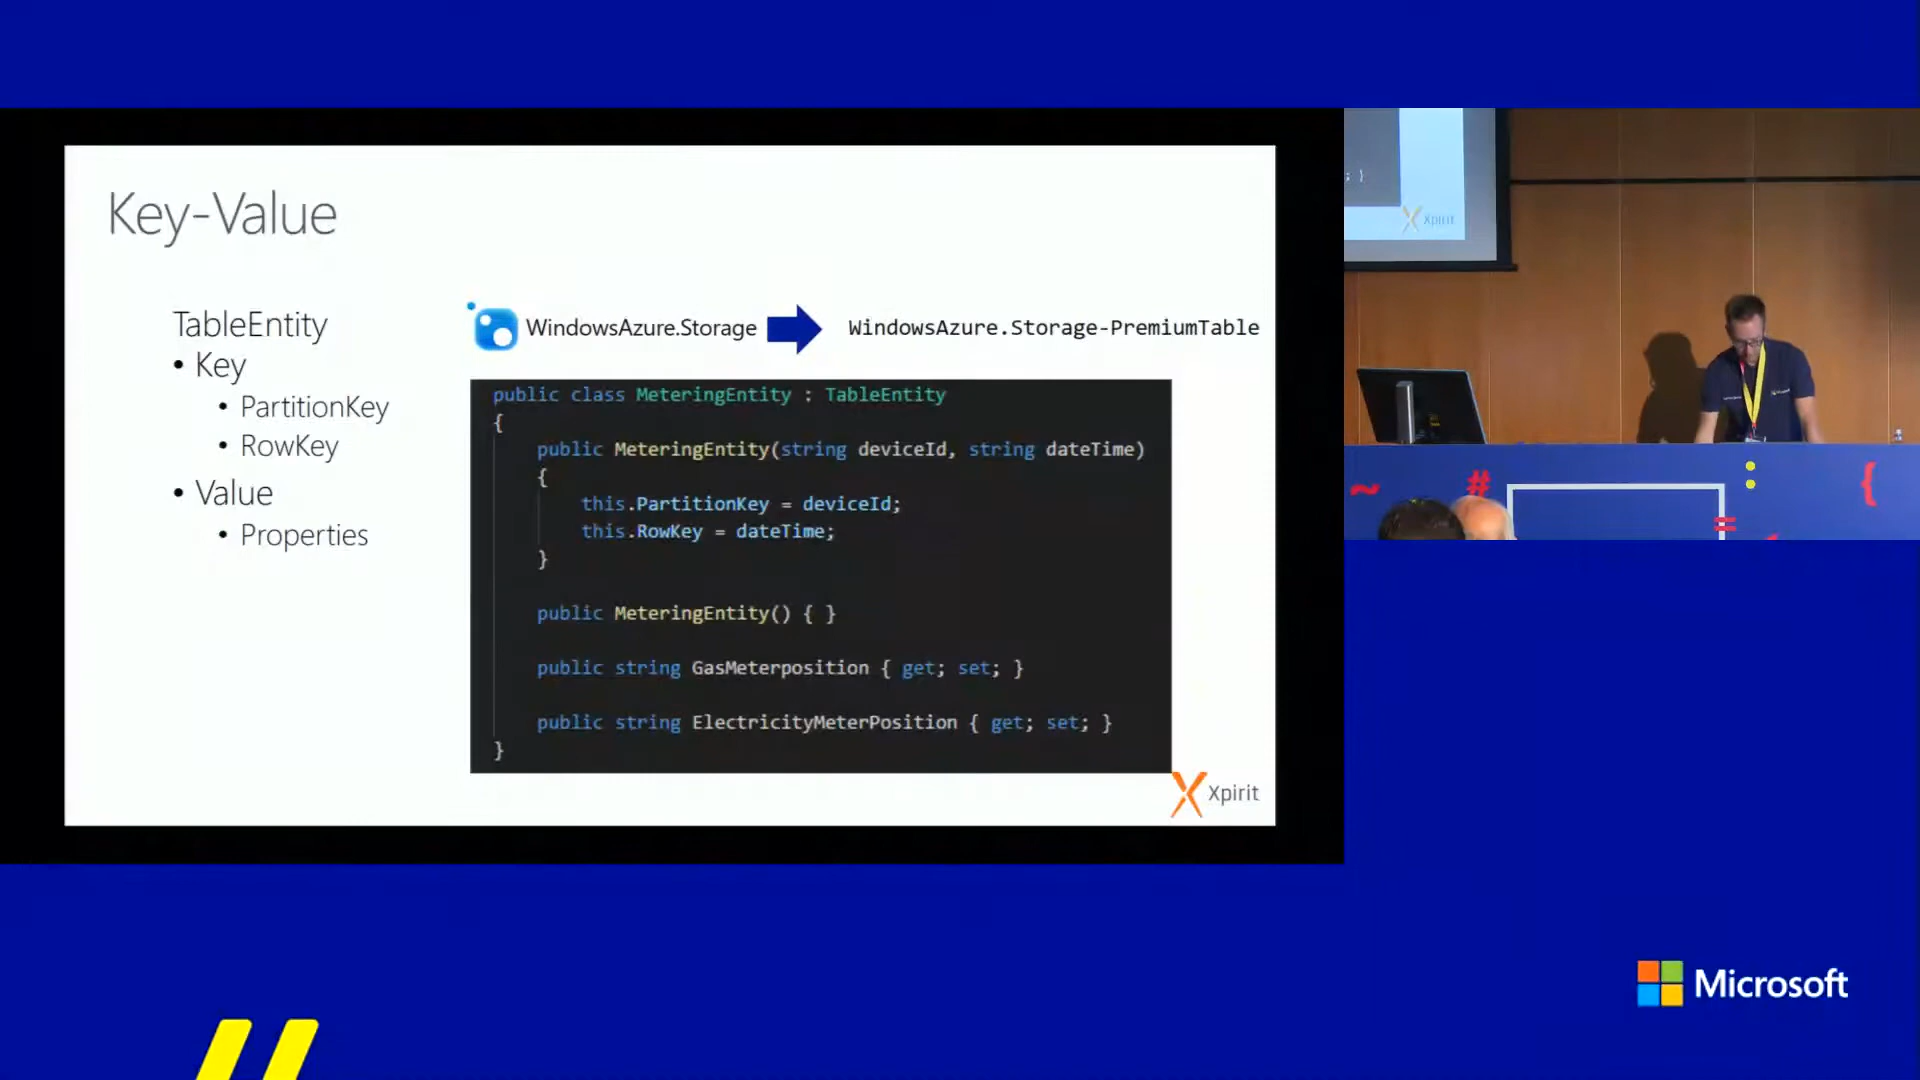 Key-Value
TableEntity
• Key
• PartitionKey
• RowKey
• Value
• Properties
WindowsAzure.Storage
WindowsAzure.Storage-PremiumTable
public class MeteringEntity : TableEntity
{
public MeteringEntity(string deviceId, string dateTime)
{
this.PartitionKey = deviceId;
this.RowKey = dateTime;
}
public MeteringEntity() { }
public string GasMeterposition { get; set; }
public string ElectricityMeterPosition { get; set; }
}
Xpirit
; }
Xpirit
~ # : = {
Microsoft